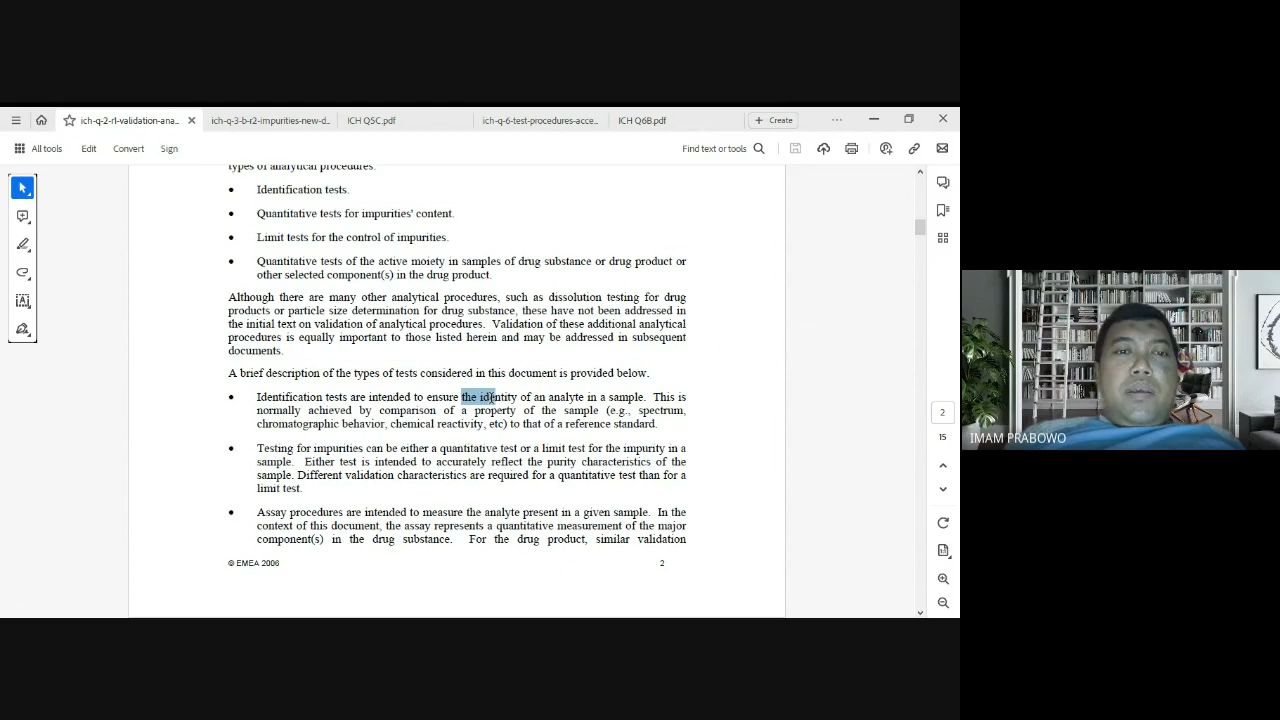 ich-q-2-r1-validation-ana...
ich-q-3-b-r2-impurities-new-d...
ICH Q5C.pdf
ich-q-6-test-procedures-acce...
ICH Q6B.pdf
Create
All tools
Edit
Convert
Sign
Find text or tools
types of analytical procedures.
• Identification tests.
• Quantitative tests for impurities' content.
• Limit tests for the control of impurities.
• Quantitative tests of the active moiety in samples of drug substance or drug product or
other selected component(s) in the drug product.
Although there are many other analytical procedures, such as dissolution testing for drug
products or particle size determination for drug substance, these have not been addressed in
the initial text on validation of analytical procedures. Validation of these additional analytical
procedures is equally important to those listed herein and may be addressed in subsequent
documents.
A brief description of the types of tests considered in this document is provided below.
• Identification tests are intended to ensure the identity of an analyte in a sample. This is
normally achieved by comparison of a property of the sample (e.g., spectrum,
chromatographic behavior, chemical reactivity, etc) to that of a reference standard.
• Testing for impurities can be either a quantitative test or a limit test for the impurity in a
sample. Either test is intended to accurately reflect the purity characteristics of the
sample. Different validation characteristics are required for a quantitative test than for a
limit test.
• Assay procedures are intended to measure the analyte present in a given sample. In the
context of this document, the assay represents a quantitative measurement of the major
component(s) in the drug substance. For the drug product, similar validation
© EMEA 2006
2
2
15
IMAM PRABOWO